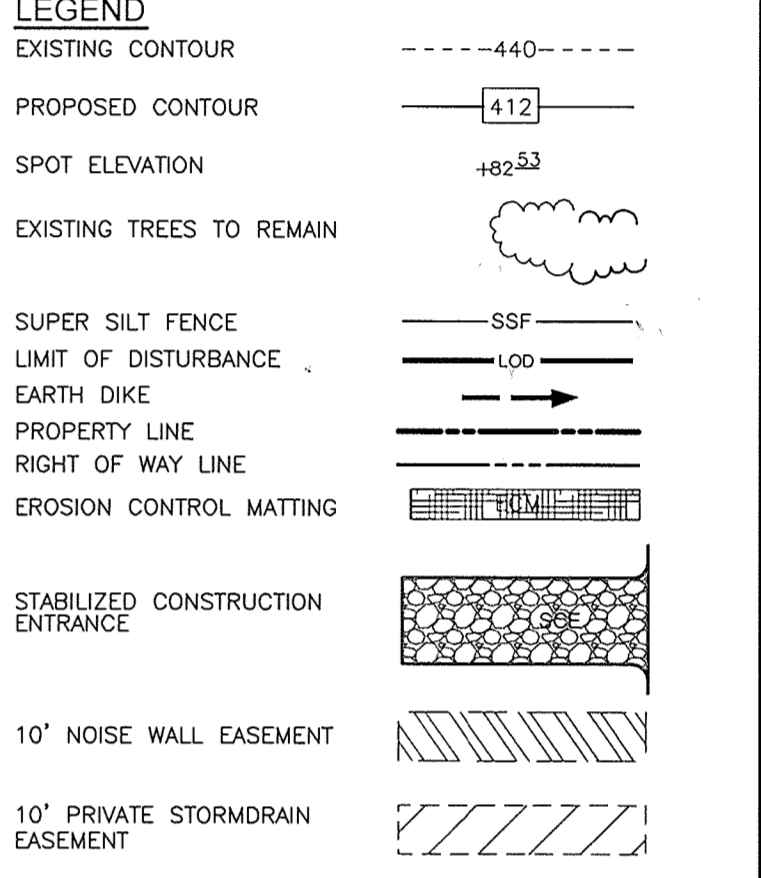 LEGEND
EXISTING CONTOUR 440
PROPOSED CONTOUR 412
SPOT ELEVATION +82 53
EXISTING TREES TO REMAIN
SUPER SILT FENCE SSF
LIMIT OF DISTURBANCE LOD
EARTH DIKE
PROPERTY LINE
RIGHT OF WAY LINE
EROSION CONTROL MATTING ECM
STABILIZED CONSTRUCTION
ENTRANCE
SCE
10' NOISE WALL EASEMENT
10' PRIVATE STORMDRAIN
EASEMENT